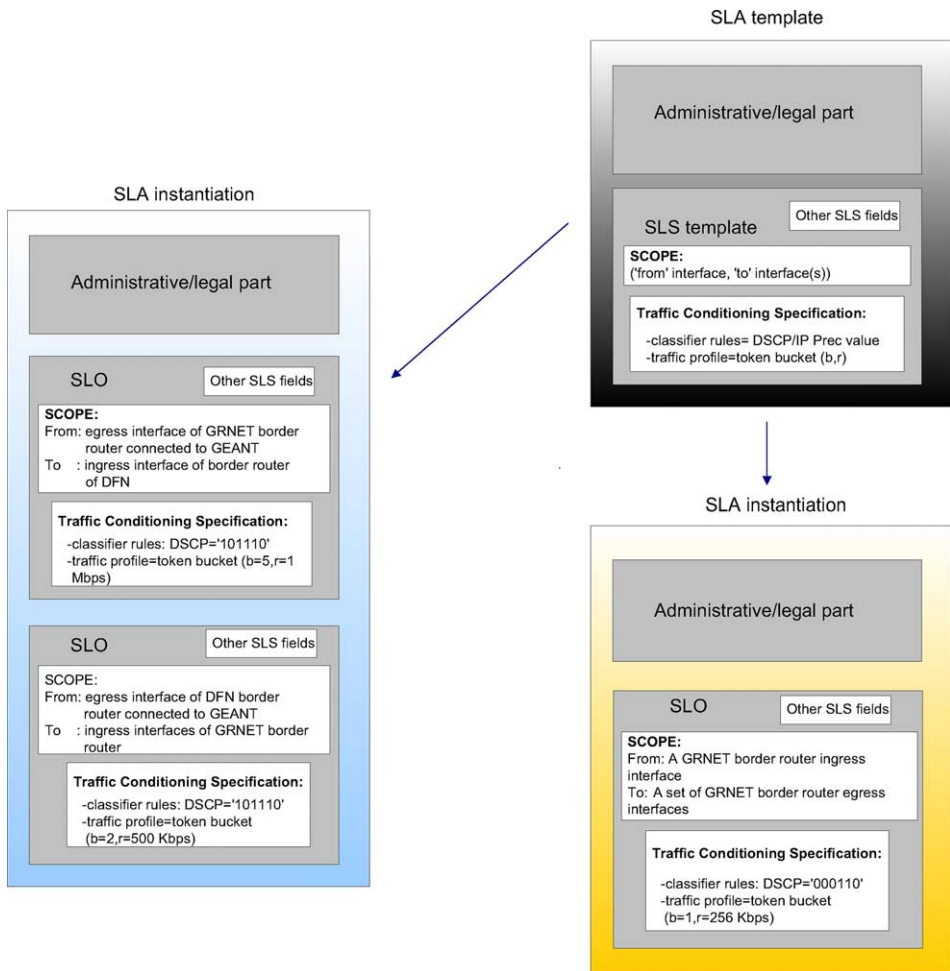 SLA template
Administrative/legal part
Other SLS fields
SLS template
SCOPE:
('from' interface, 'to' interface(s))
Traffic Conditioning Specification:
-classifier rules= DSCP/IP Prec value
-traffic profile=token bucket (b,r)
SLA instantiation
Administrative/legal part
SLO
Other SLS fields
SCOPE:
From: egress interface of GRNET border
router connected to GEANT
To : ingress interface of border router
of DFN
Traffic Conditioning Specification:
-classifier rules: DSCP='101110'
-traffic profile=token bucket (b=5,r=1
Mbps)
SLO
Other SLS fields
SCOPE:
From: egress interface of DFN border
router connected to GEANT
To : ingress interfaces of GRNET border
router
Traffic Conditioning Specification:
-classifier rules: DSCP='101110'
-traffic profile=token bucket
(b=2,r=500 Kbps)
SLA instantiation
Administrative/legal part
SLO
Other SLS fields
SCOPE:
From: A GRNET border router ingress
interface
To: A set of GRNET border router egress
interfaces
Traffic Conditioning Specification:
-classifier rules: DSCP='000110'
-traffic profile=token bucket
(b=1,r=256 Kbps)